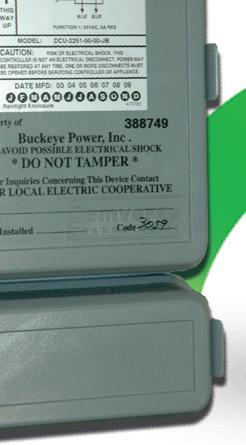 THIS
WAY
UP
BLUE BLUE
FUNCTION 1: 24VAC, 5A RES
MODEL: DCU-2251-00-00-JB
CAUTION: RISK OF ELECTRICAL SHOCK. THIS
CONTROLLER IS NOT AN ELECTRICAL DISCONNECT. POWER MAY
BE RESTORED AT ANY TIME. ONE OR MORE DISCONNECTS MUST
BE OPENED BEFORE SERVICING CONTROLLER OR APPLIANCE.
DATE MFD: 03 04 05 06 07 08 09
J F M A M J J A S O N D
Raintight Enclosure
rty of 388749
Buckeye Power, Inc.
AVOID POSSIBLE ELECTRICAL SHOCK
* DO NOT TAMPER *
r Inquiries Concerning This Device Contact
R LOCAL ELECTRIC COOPERATIVE
Comverge
Installed Code 3059